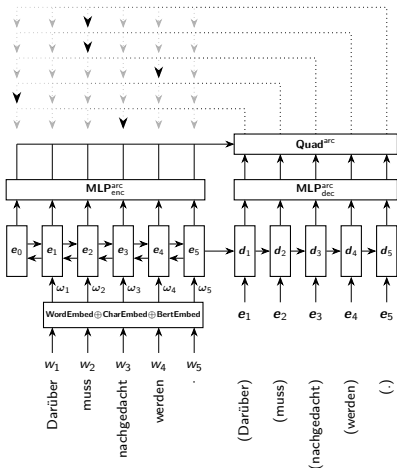 Quad^arc
MLP^arc_enc MLP^arc_dec
e₀ e₁ e₂ e₃ e₄ e₅ d₁ d₂ d₃ d₄ d₅
ω₁ ω₂ ω₃ ω₄ ω₅
WordEmbed⊕CharEmbed⊕BertEmbed
e₁ e₂ e₃ e₄ e₅
w₁ w₂ w₃ w₄ w₅
Darüber
muss
nachgedacht
werden
.
(Darüber)
(muss)
(nachgedacht)
(werden)
(.)